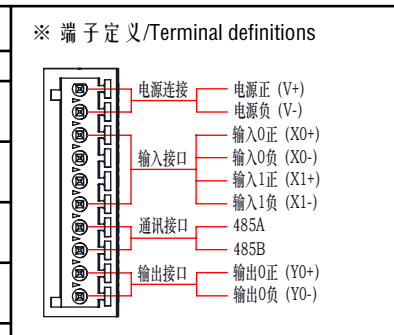 ※ 端子定义/Terminal definitions
电源连接
电源正 (V+)
电源负 (V-)
输入接口
输入0正 (X0+)
输入0负 (X0-)
输入1正 (X1+)
输入1负 (X1-)
通讯接口
485A
485B
输出接口
输出0正 (Y0+)
输出0负 (Y0-)